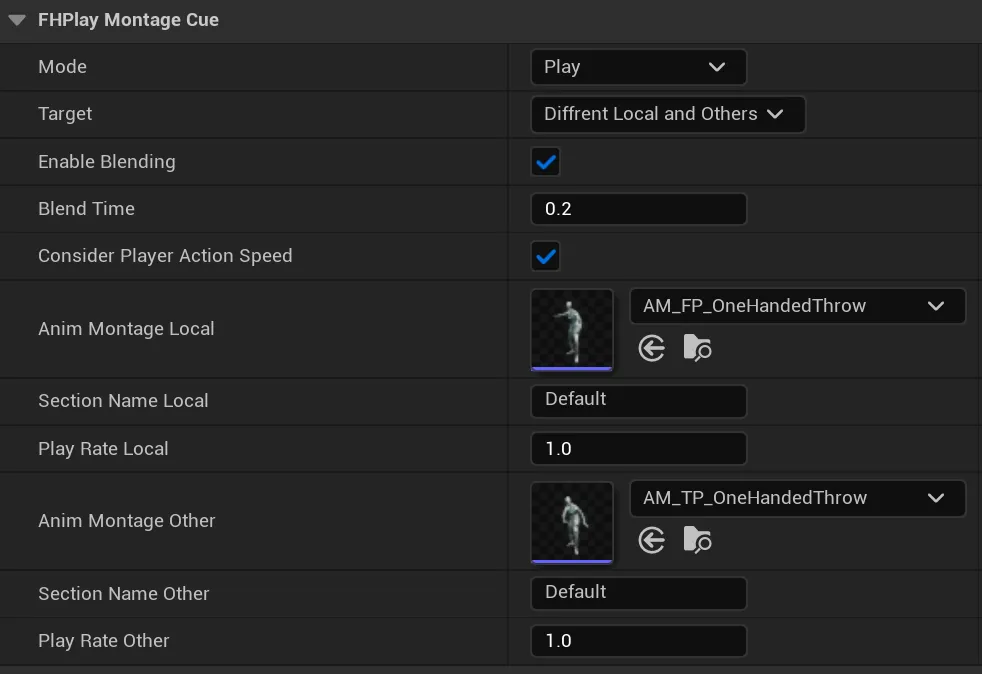 FHPlay Montage Cue
Mode Play
Target Diffrent Local and Others
Enable Blending
Blend Time 0.2
Consider Player Action Speed
Anim Montage Local AM_FP_OneHandedThrow
Section Name Local Default
Play Rate Local 1.0
Anim Montage Other AM_TP_OneHandedThrow
Section Name Other Default
Play Rate Other 1.0